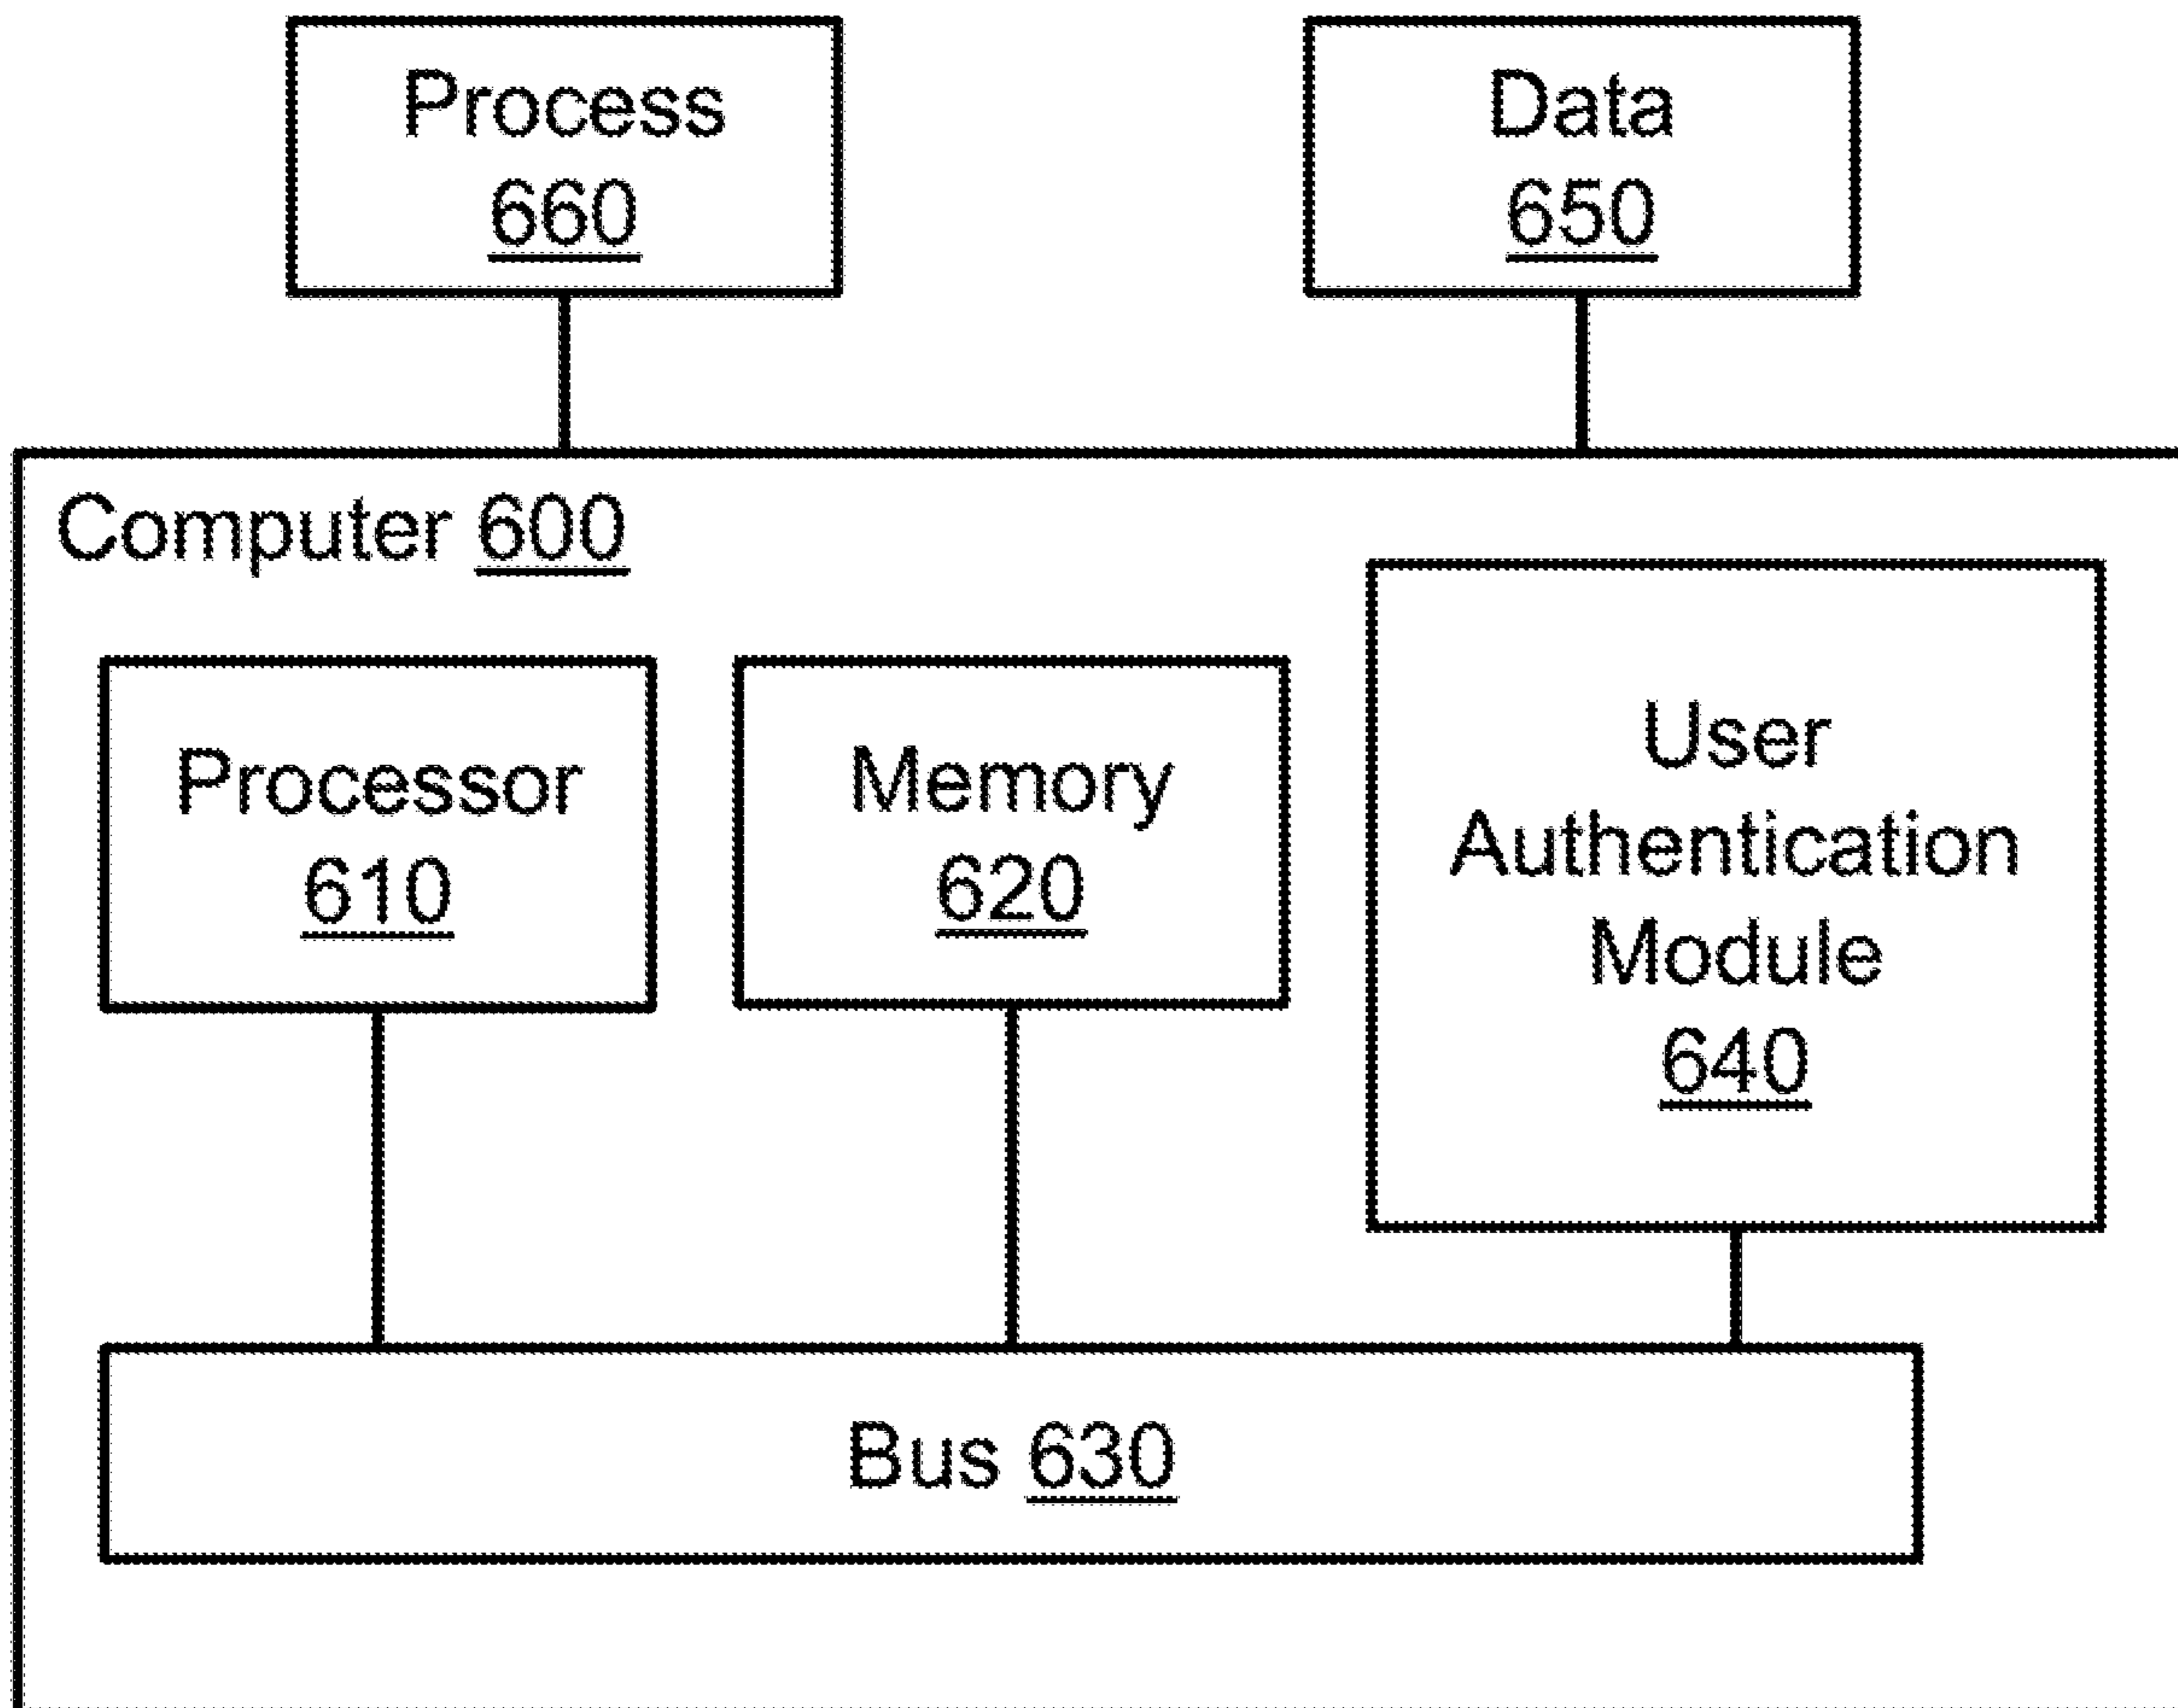 Process
660
Data
650
Computer 600
Processor
610
Memory
620
User
Authentication
Module
640
Bus 630